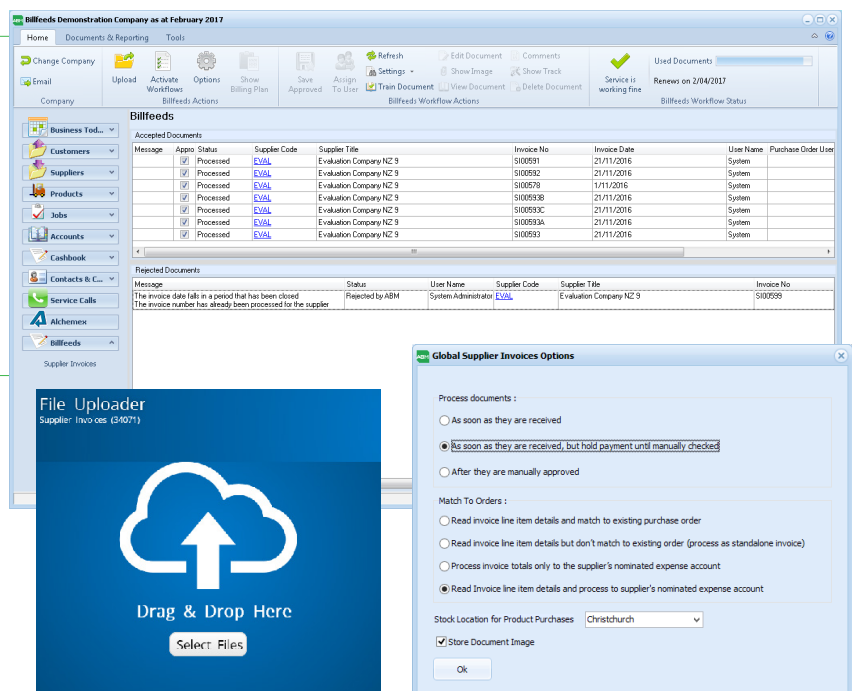 ABM Billfeeds Demonstration Company as at February 2017
Home Documents & Reporting Tools
Change Company
Email
Company
Upload
Activate Workflows
Options
Show Billing Plan
Billfeeds Actions
Save Approved
Assign To User
Refresh
Settings
Train Document
Edit Document
Show Image
View Document
Comments
Show Track
Delete Document
Billfeeds Workflow Actions
Service is working fine
Used Documents
Renews on 2/04/2017
Billfeeds Workflow Status
Business Tod...
Customers
Suppliers
Products
Jobs
Accounts
Cashbook
Contacts & C...
Service Calls
Alchemex
Billfeeds
Supplier Invoices
Billfeeds
Accepted Documents
Message Appro Status Supplier Code Supplier Title Invoice No Invoice Date User Name Purchase Order User
Processed EVAL Evaluation Company NZ 9 SI00591 21/11/2016 System
Processed EVAL Evaluation Company NZ 9 SI00592 21/11/2016 System
Processed EVAL Evaluation Company NZ 9 SI00578 1/11/2016 System
Processed EVAL Evaluation Company NZ 9 SI00593B 21/11/2016 System
Processed EVAL Evaluation Company NZ 9 SI00593C 21/11/2016 System
Processed EVAL Evaluation Company NZ 9 SI00593A 21/11/2016 System
Processed EVAL Evaluation Company NZ 9 SI00593 21/11/2016 System
Rejected Documents
Message Status User Name Supplier Code Supplier Title Invoice No
The invoice date falls in a period that has been closed Rejected by ABM System Administrator EVAL Evaluation Company NZ 9 SI00599
The invoice number has already been processed for the supplier
File Uploader
Supplier Invoices (34071)
Drag & Drop Here
Select Files
ABM Global Supplier Invoices Options
Process documents :
As soon as they are received
As soon as they are received, but hold payment until manually checked
After they are manually approved
Match To Orders :
Read invoice line item details and match to existing purchase order
Read invoice line item details but don't match to existing order (process as standalone invoice)
Process invoice totals only to the supplier's nominated expense account
Read Invoice line item details and process to supplier's nominated expense account
Stock Location for Product Purchases Christchurch
Store Document Image
Ok